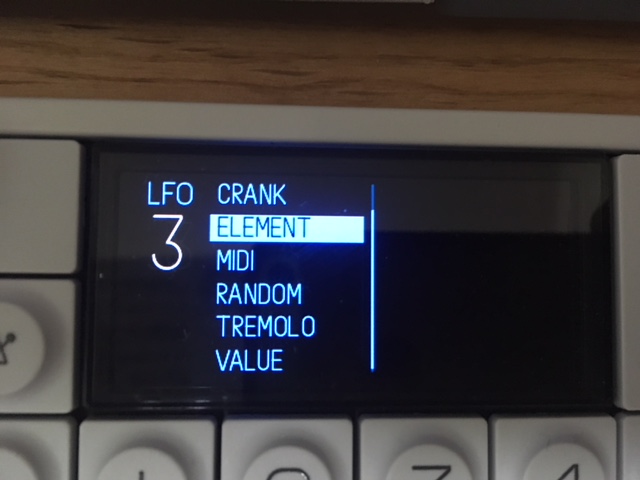 LFO
3
CRANK
ELEMENT
MIDI
RANDOM
TREMOLO
VALUE